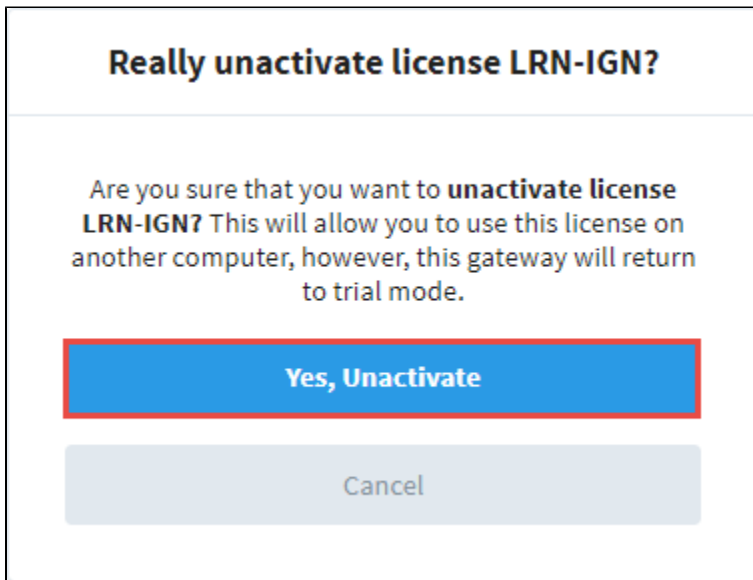 Really unactivate license LRN-IGN?
Are you sure that you want to unactivate license
LRN-IGN? This will allow you to use this license on
another computer, however, this gateway will return
to trial mode.
Yes, Unactivate
Cancel